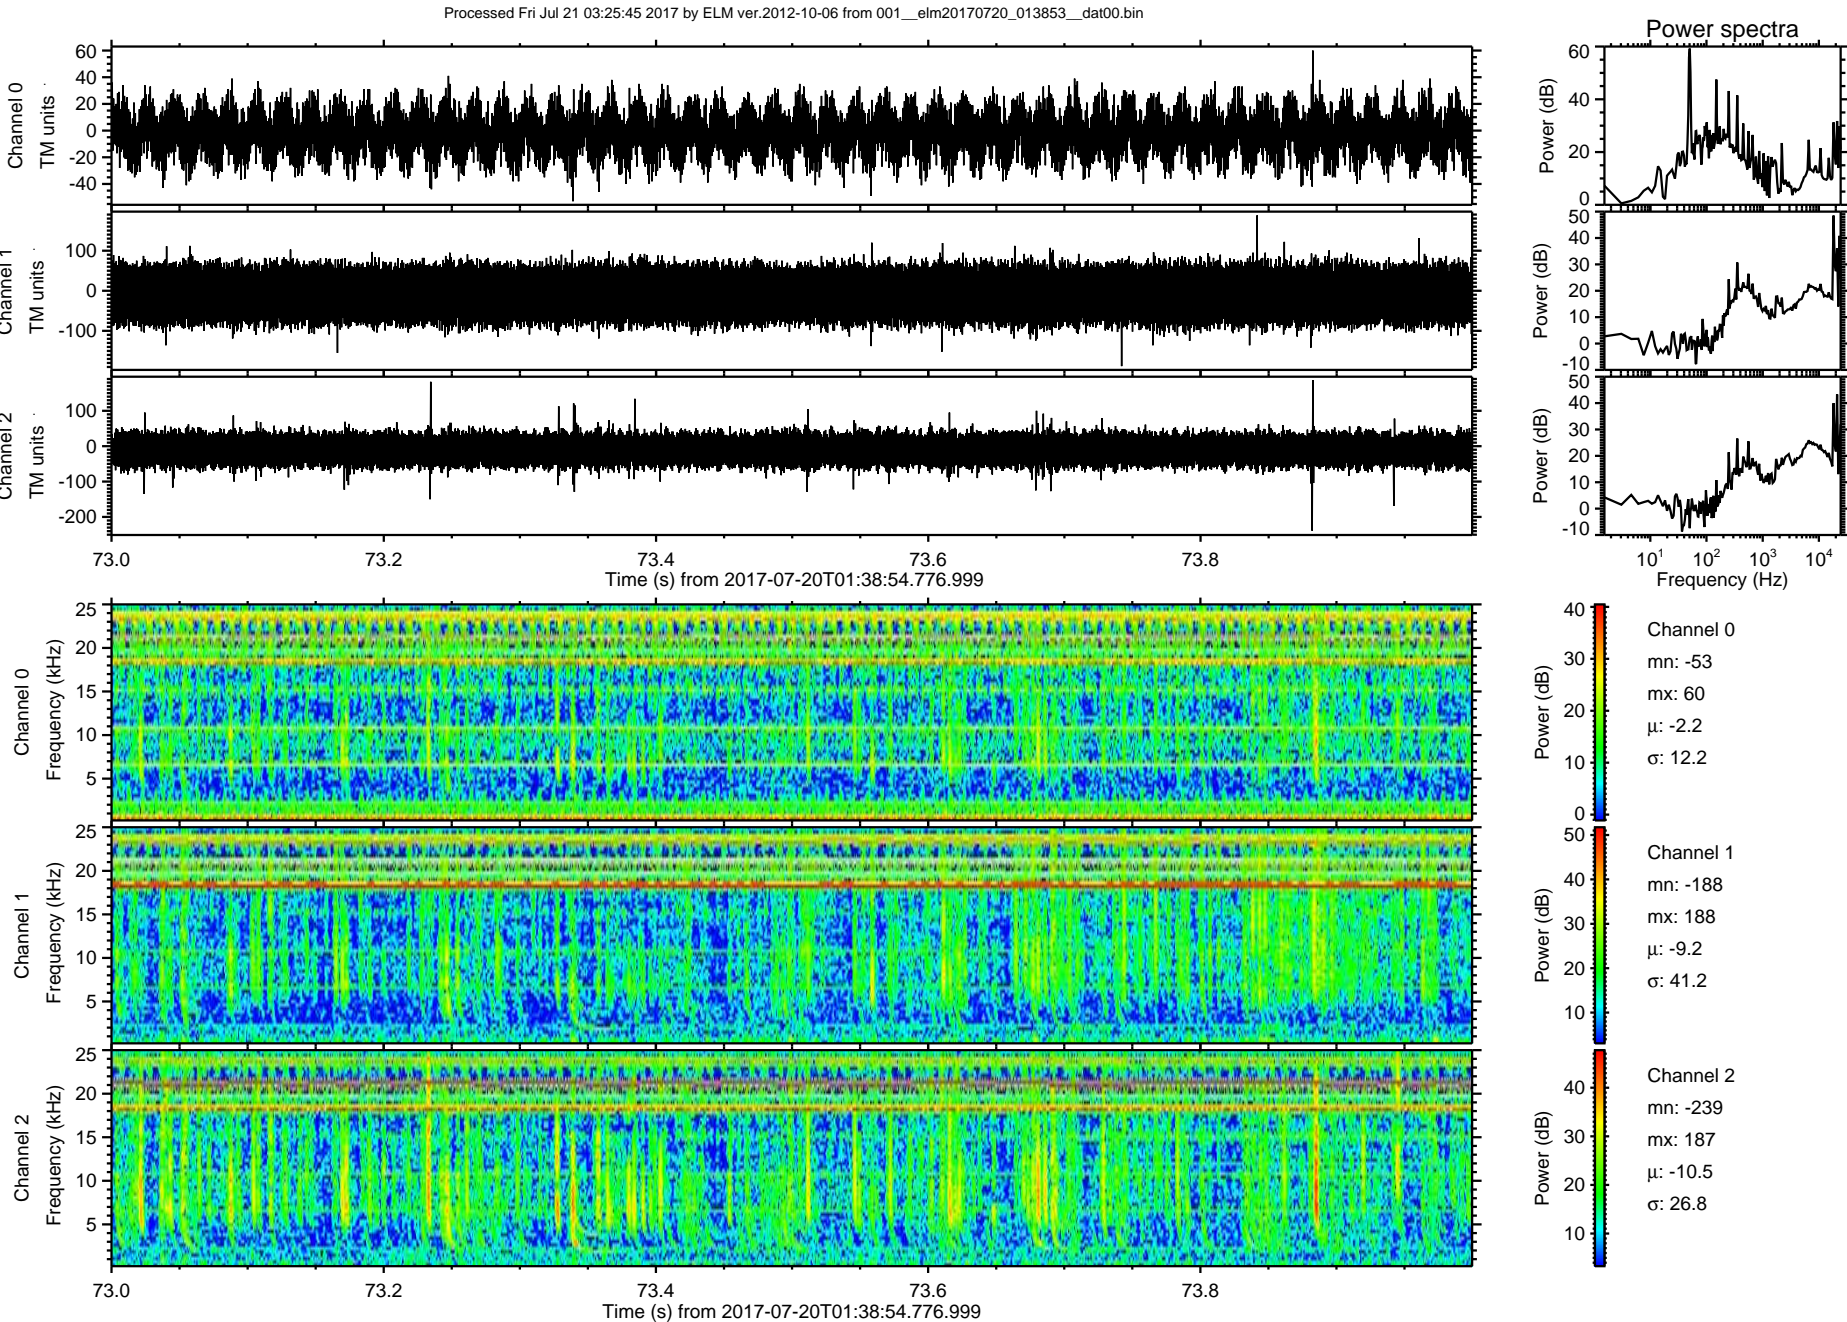 Processed Fri Jul 21 03:25:45 2017 by ELM ver.2012-10-06 from 001__elm20170720_013853__dat00.bin
Power spectra
Channel 0
TM units
60
40
20
0
-20
-40
Power (dB)
60
40
20
0
Channel 1
TM units
100
0
-100
Power (dB)
50
40
30
20
10
0
-10
Channel 2
TM units
100
0
-100
-200
Power (dB)
50
40
30
20
10
0
-10
73.0 73.2 73.4 73.6 73.8
Time (s) from 2017-07-20T01:38:54.776.999
10^1 10^2 10^3 10^4
Frequency (Hz)
Channel 0
Frequency (kHz)
25
20
15
10
5
Power (dB)
40
30
20
10
0
Channel 0
mn: -53
mx: 60
μ: -2.2
σ: 12.2
Channel 1
Frequency (kHz)
25
20
15
10
5
Power (dB)
50
40
30
20
10
Channel 1
mn: -188
mx: 188
μ: -9.2
σ: 41.2
Channel 2
Frequency (kHz)
25
20
15
10
5
Power (dB)
40
30
20
10
Channel 2
mn: -239
mx: 187
μ: -10.5
σ: 26.8
73.0 73.2 73.4 73.6 73.8
Time (s) from 2017-07-20T01:38:54.776.999